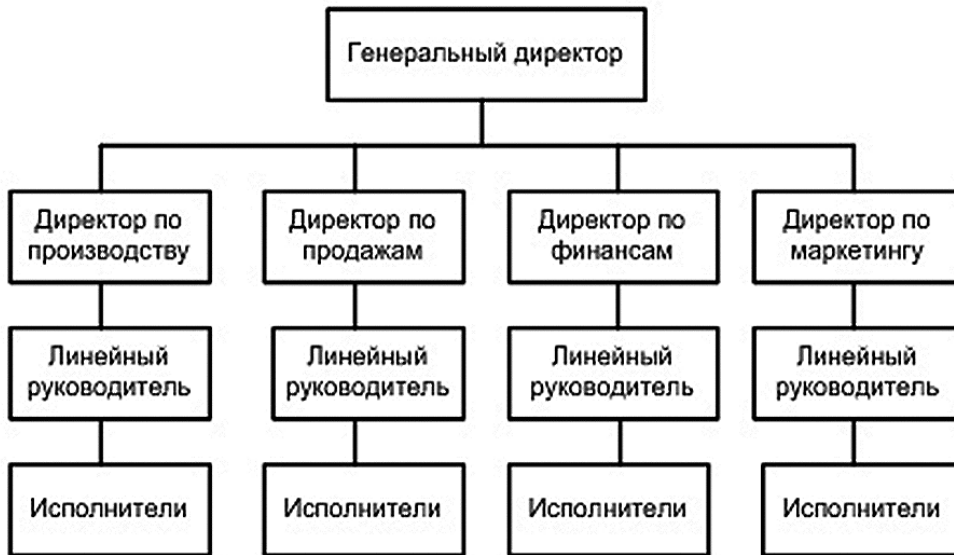 Генеральный директор
Директор по
производству
Директор по
продажам
Директор по
финансам
Директор по
маркетингу
Линейный
руководитель
Линейный
руководитель
Линейный
руководитель
Линейный
руководитель
Исполнители
Исполнители
Исполнители
Исполнители